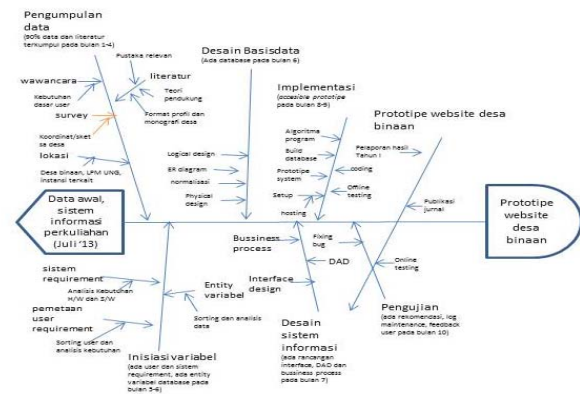 Pengumpulan
data
(80% data dan literatur
terkumpul pada bulan 1-4)
Pustaka relevan
wawancara
literatur
Kebutuhan
dasar user
Teori
pendukung
survey
Format profil dan
monografi desa
Koordinat/sket
sa desa
lokasi
Desa binaan, LPM UNG,
instansi terkait
Desain Basisdata
(Ada database pada bulan 6)
Logical design
ER diagram
normalisasi
Physical
design
Implementasi
(accesible prototipe
pada bulan 8-9)
Algoritma
program
Build
database
Prototipe
system
coding
Offline
testing
Setup
hosting
Prototipe website desa
binaan
Pelaporan hasil
Tahun I
Publikasi
jurnal
Data awal,
sistem
informasi
perkuliahan
(Juli '13)
Prototipe
website
desa
binaan
sistem
requirement
Analisis Kebutuhan
H/W dan S/W
pemetaan
user
requirement
Sorting user dan
analisis kebutuhan
Entity
variabel
Sorting dan analisis
data
Inisiasi variabel
(ada user dan sistem
requirement, ada entity
variabel database pada
bulan 5-6)
Bussiness
process
DAD
Interface
design
Desain
sistem
informasi
(ada rancangan
interface, DAD dan
bussiness process
pada bulan 7)
Fixing
bug
Online
testing
Pengujian
(ada rekomendasi, log
maintenance, feedback
user pada bulan 10)